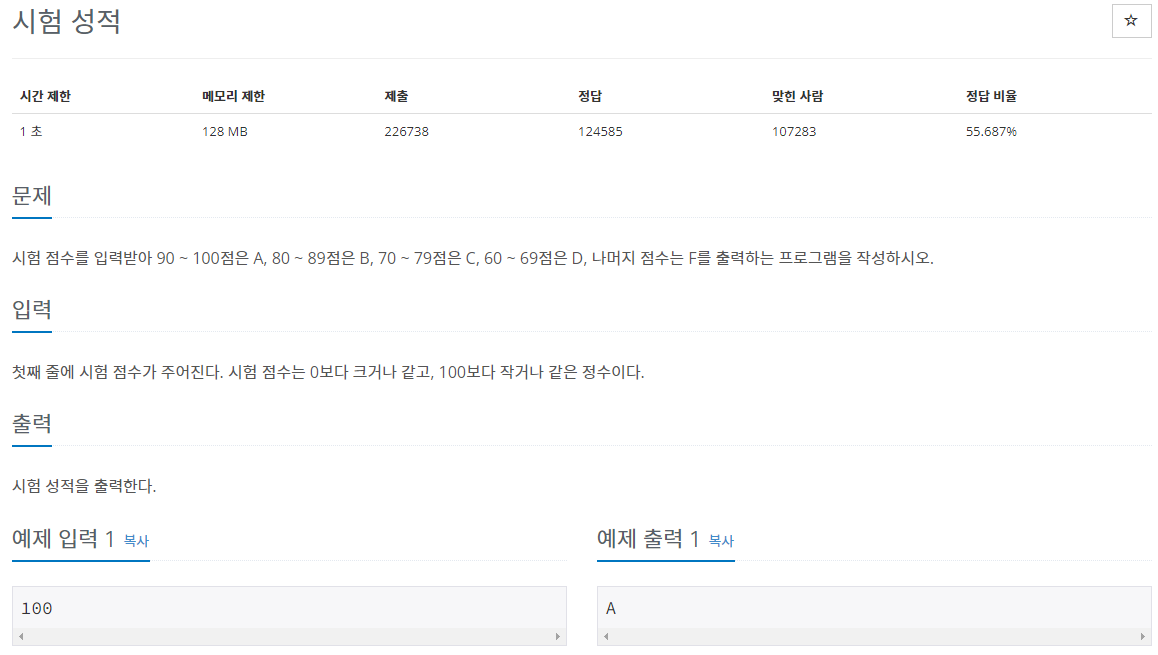 시험 성적
☆
시간 제한 메모리 제한 제출 정답 맞힌 사람 정답 비율
1 초 128 MB 226738 124585 107283 55.687%
문제
시험 점수를 입력받아 90 ~ 100점은 A, 80 ~ 89점은 B, 70 ~ 79점은 C, 60 ~ 69점은 D, 나머지 점수는 F를 출력하는 프로그램을 작성하시오.
입력
첫째 줄에 시험 점수가 주어진다. 시험 점수는 0보다 크거나 같고, 100보다 작거나 같은 정수이다.
출력
시험 성적을 출력한다.
예제 입력 1 복사
100
예제 출력 1 복사
A